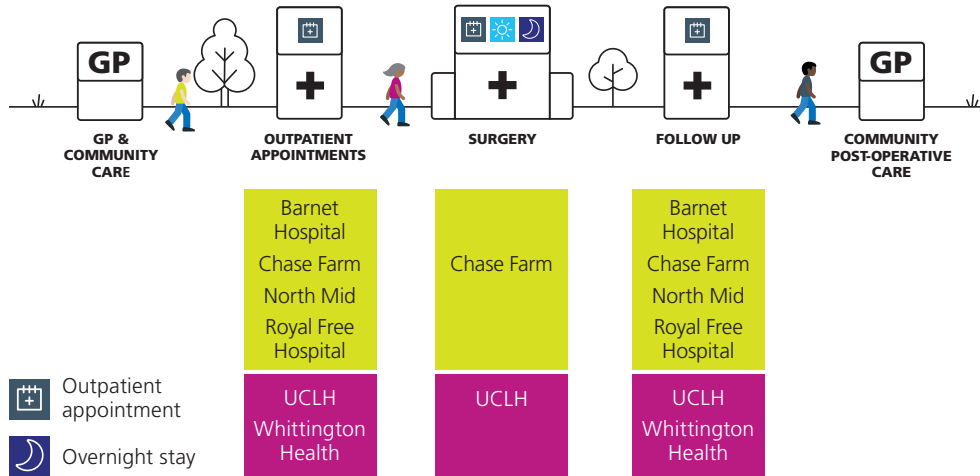 GP
GP
GP &
COMMUNITY
CARE
OUTPATIENT
APPOINTMENTS
SURGERY
FOLLOW UP
COMMUNITY
POST-OPERATIVE
CARE
Barnet
Hospital
Chase Farm
North Mid
Royal Free
Hospital
Chase Farm
Barnet
Hospital
Chase Farm
North Mid
Royal Free
Hospital
UCLH
Whittington
Health
UCLH
UCLH
Whittington
Health
Outpatient
appointment
Overnight stay